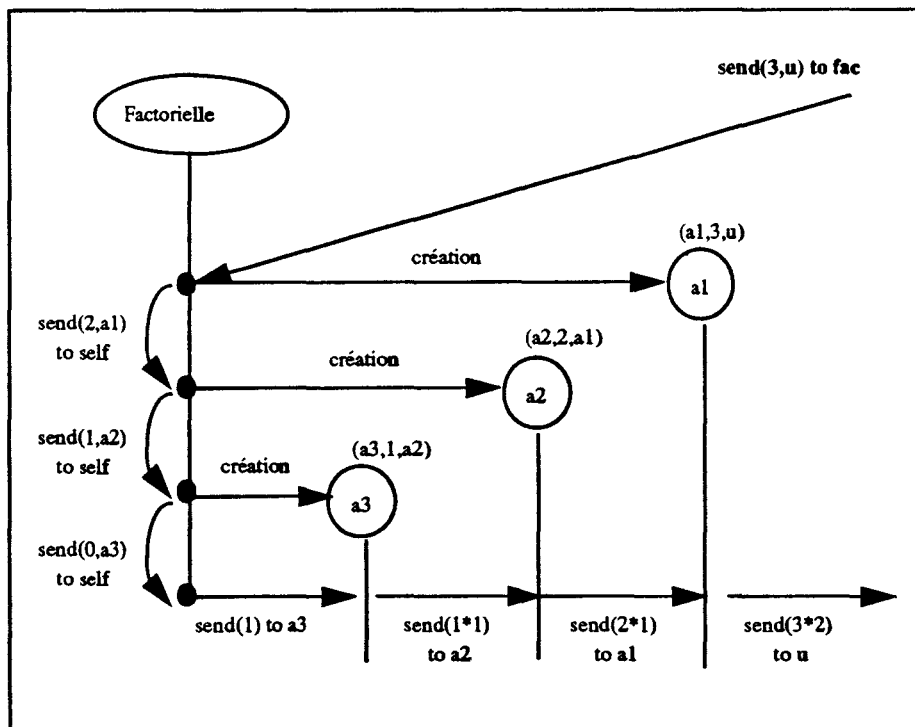 send(3,u) to fac
Factorielle
(a1,3,u)
création
a1
send(2,a1)
to self
(a2,2,a1)
création
a2
send(1,a2)
to self
(a3,1,a2)
création
a3
send(0,a3)
to self
send(1) to a3
send(1*1)
to a2
send(2*1)
to a1
send(3*2)
to u